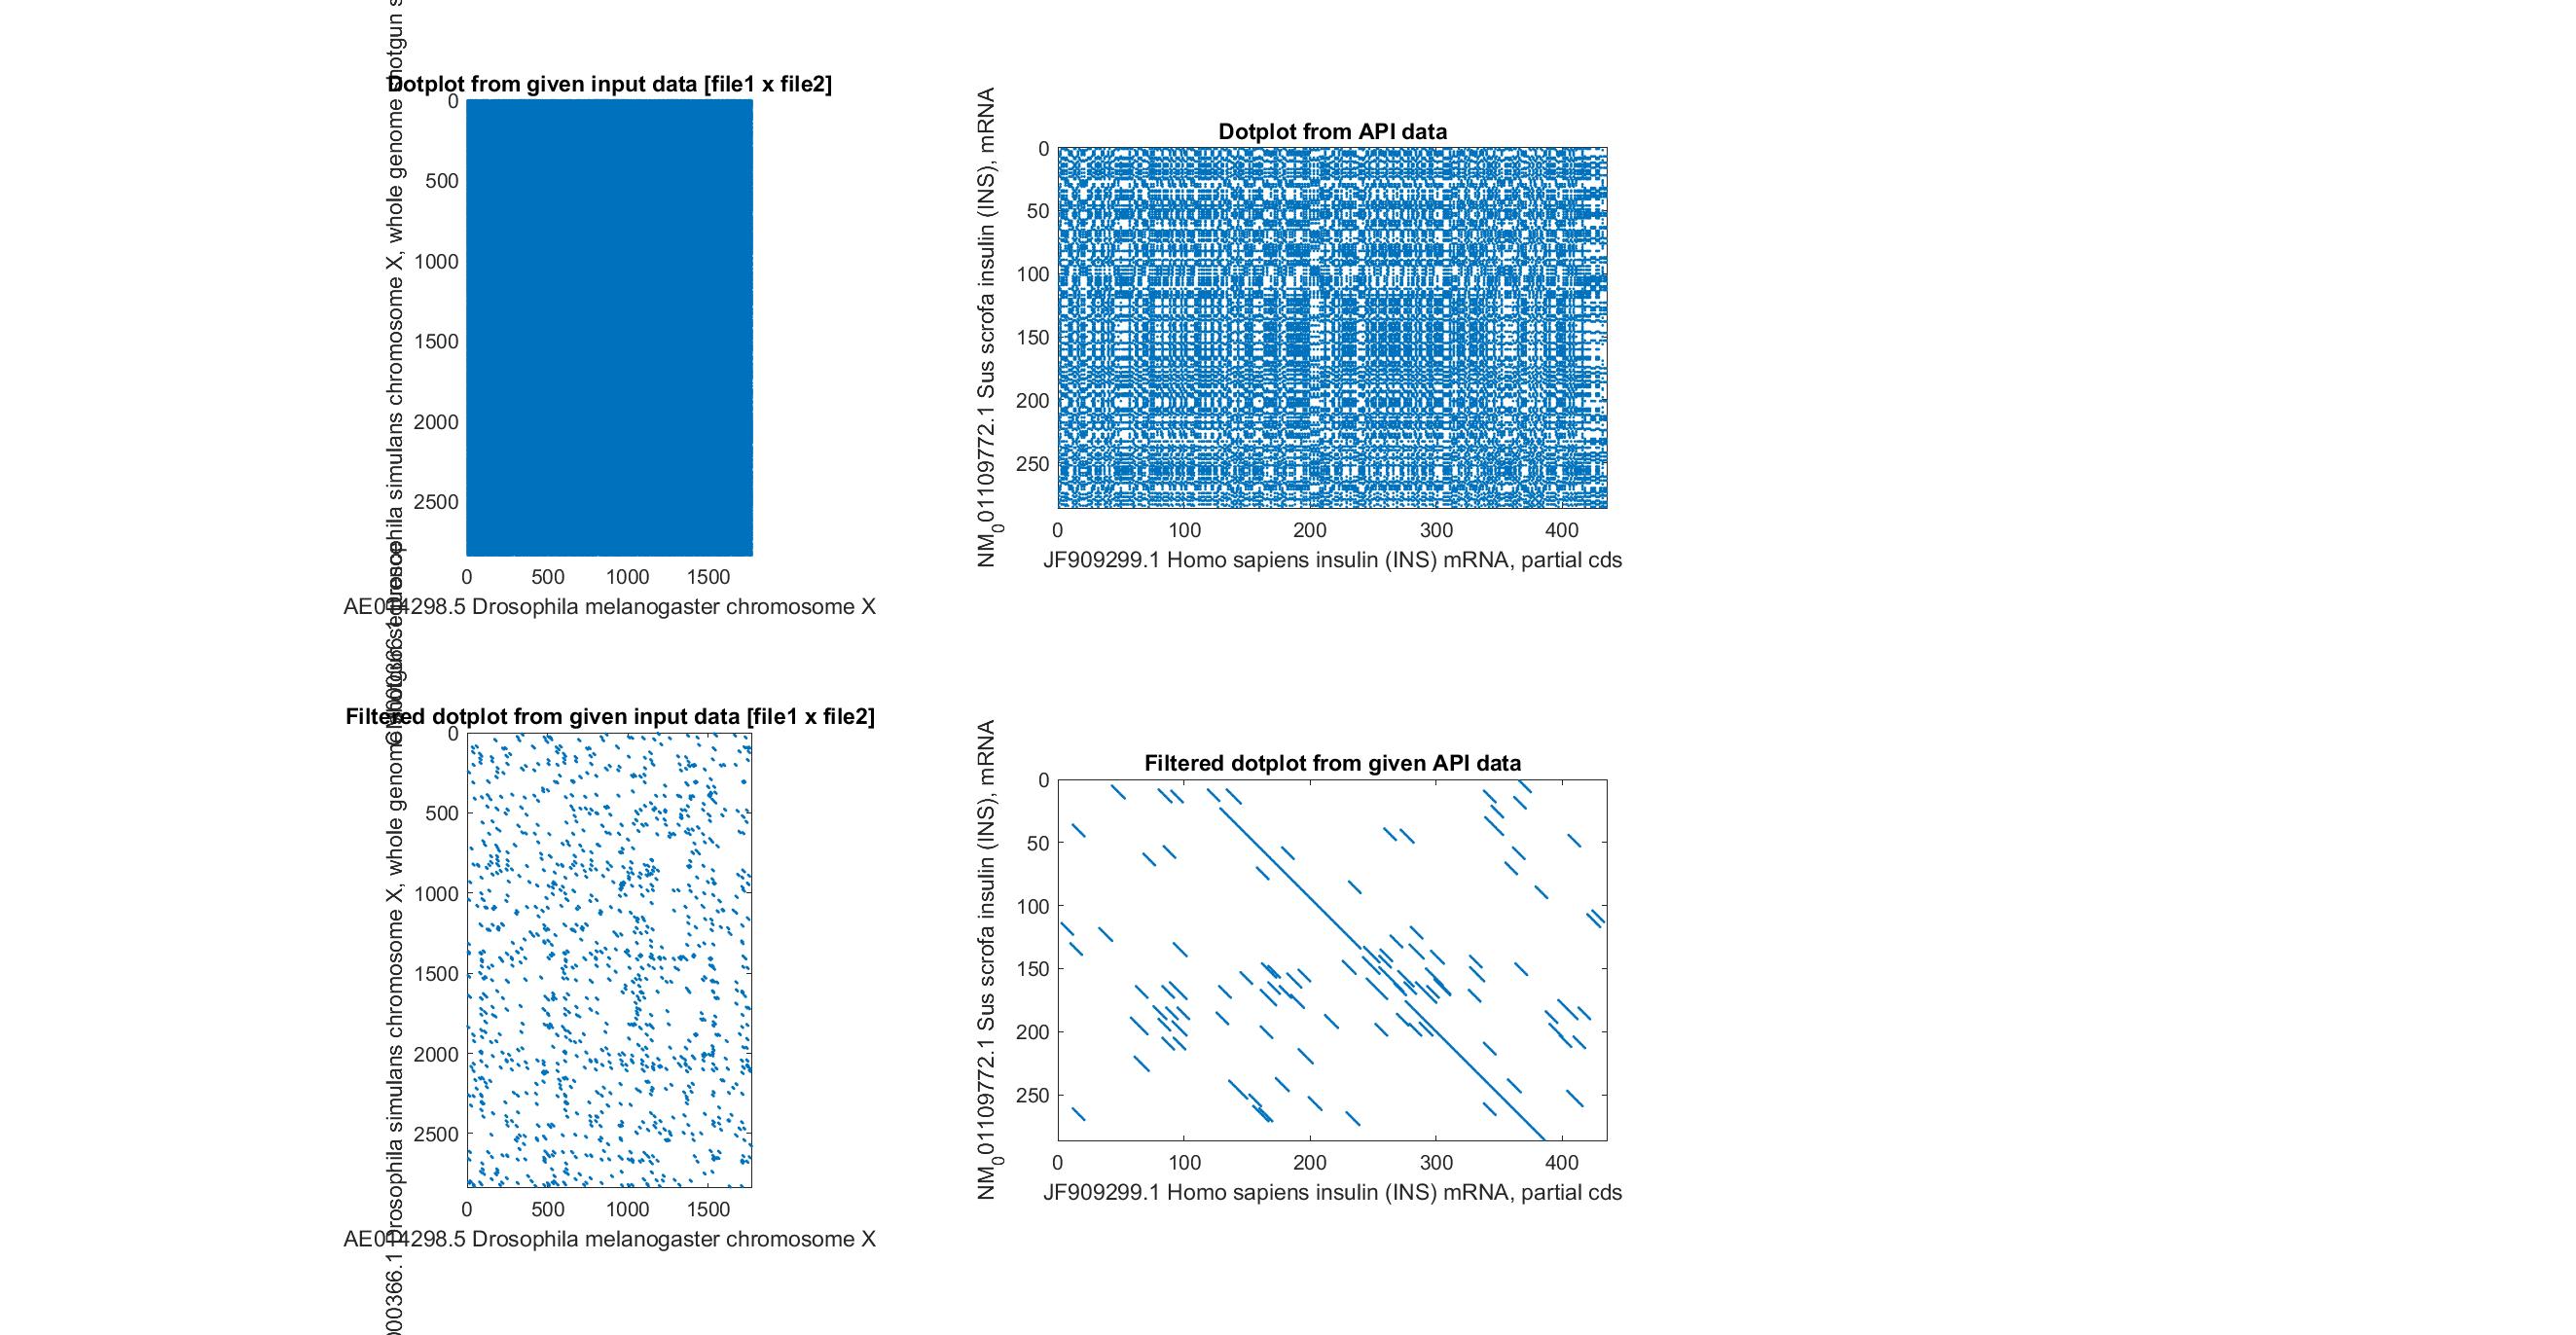 Dotplot from given input data [file1 x file2]
0
500
1000
1500
2000
2500
0 500 1000 1500
AE014298.5 Drosophila melanogaster chromosome X
Drosophila simulans chromosome X, whole genome shotgun sequence
Dotplot from API data
0
50
100
150
200
250
0 100 200 300 400
JF909299.1 Homo sapiens insulin (INS) mRNA, partial cds
NM_001109772.1 Sus scrofa insulin (INS), mRNA
Filtered dotplot from given input data [file1 x file2]
0
500
1000
1500
2000
2500
0 500 1000 1500
AE014298.5 Drosophila melanogaster chromosome X
000366.1 Drosophila simulans chromosome X, whole genome shotgun sequence
Filtered dotplot from given API data
0
50
100
150
200
250
0 100 200 300 400
JF909299.1 Homo sapiens insulin (INS) mRNA, partial cds
NM_001109772.1 Sus scrofa insulin (INS), mRNA